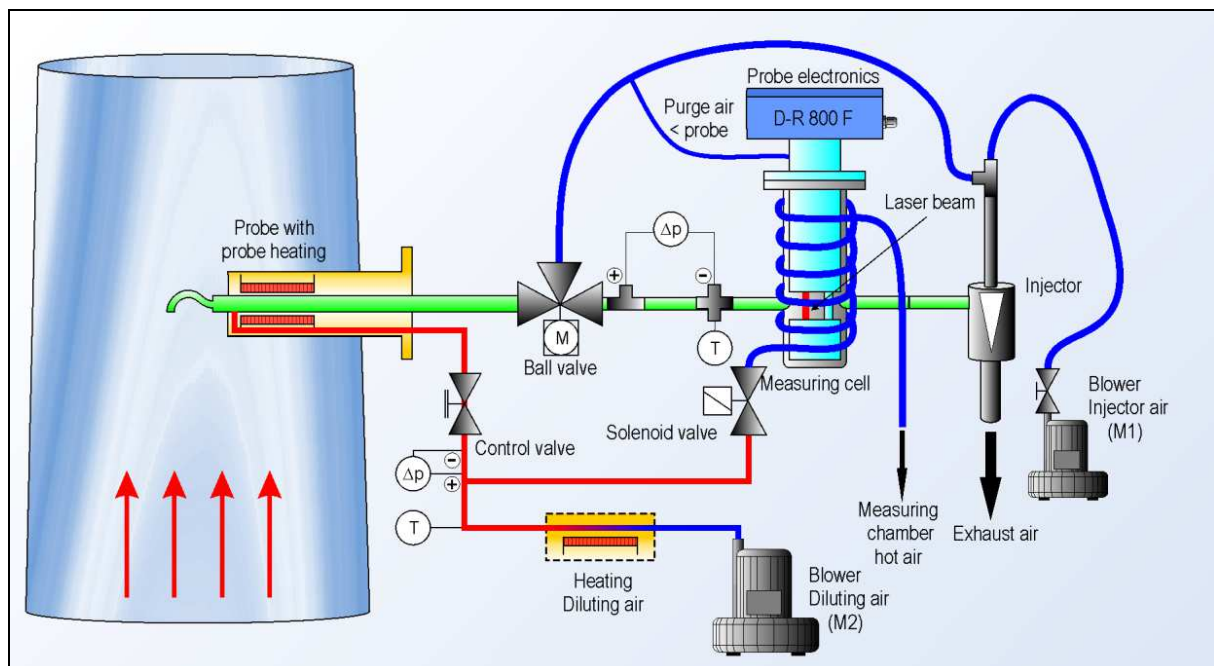 Probe electronics
D-R 800 F
Purge air
< probe
Laser beam
Δp
Probe with
probe heating
+
−
Injector
M
T
Ball valve
Measuring cell
Blower
Injector air
(M1)
Solenoid valve
Control valve
Δp
−
+
T
Measuring
chamber
hot air
Exhaust air
Heating
Diluting air
Blower
Diluting air
(M2)